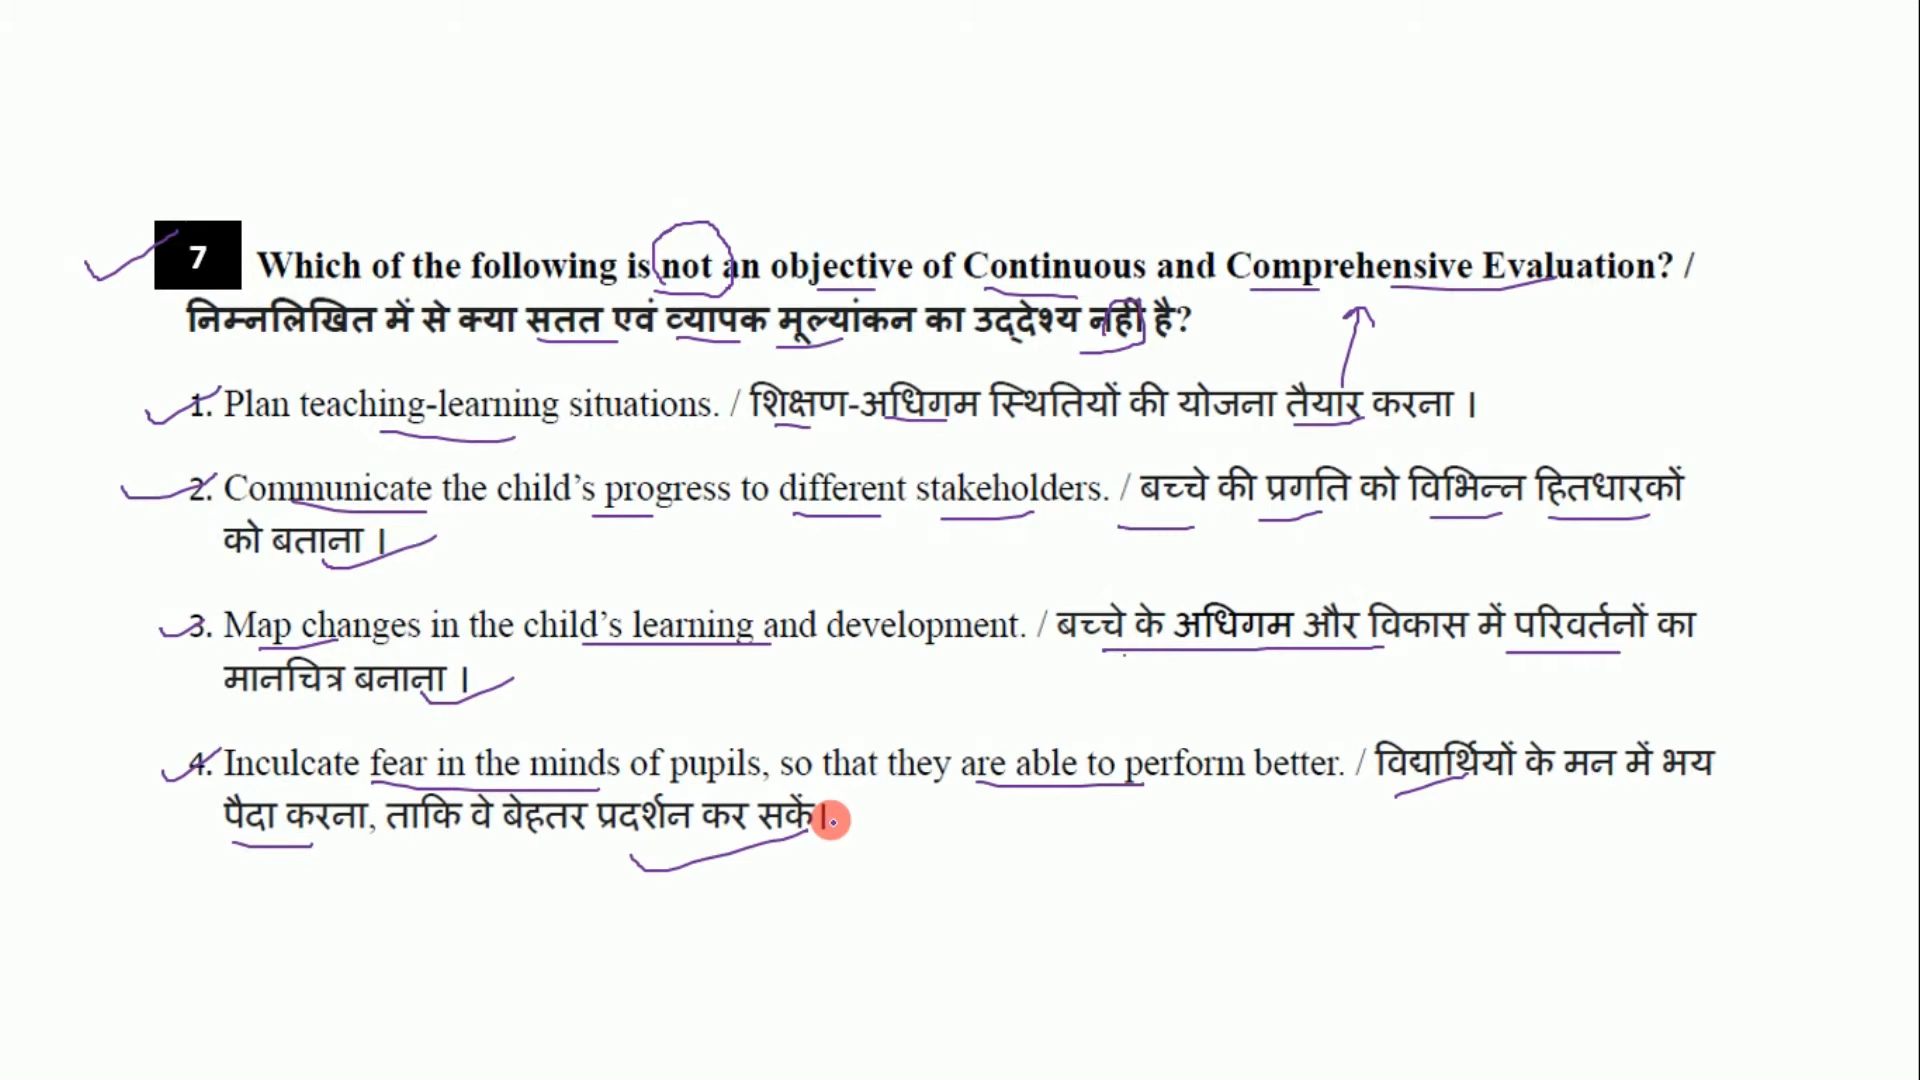 7 Which of the following is not an objective of Continuous and Comprehensive Evaluation? /
निम्नलिखित में से क्या सतत एवं व्यापक मूल्यांकन का उद्देश्य नहीं है?
1. Plan teaching-learning situations. / शिक्षण-अधिगम स्थितियों की योजना तैयार करना ।
2. Communicate the child’s progress to different stakeholders. / बच्चे की प्रगति को विभिन्न हितधारकों
को बताना ।
3. Map changes in the child’s learning and development. / बच्चे के अधिगम और विकास में परिवर्तनों का
मानचित्र बनाना ।
4. Inculcate fear in the minds of pupils, so that they are able to perform better. / विद्यार्थियों के मन में भय
पैदा करना, ताकि वे बेहतर प्रदर्शन कर सकें।